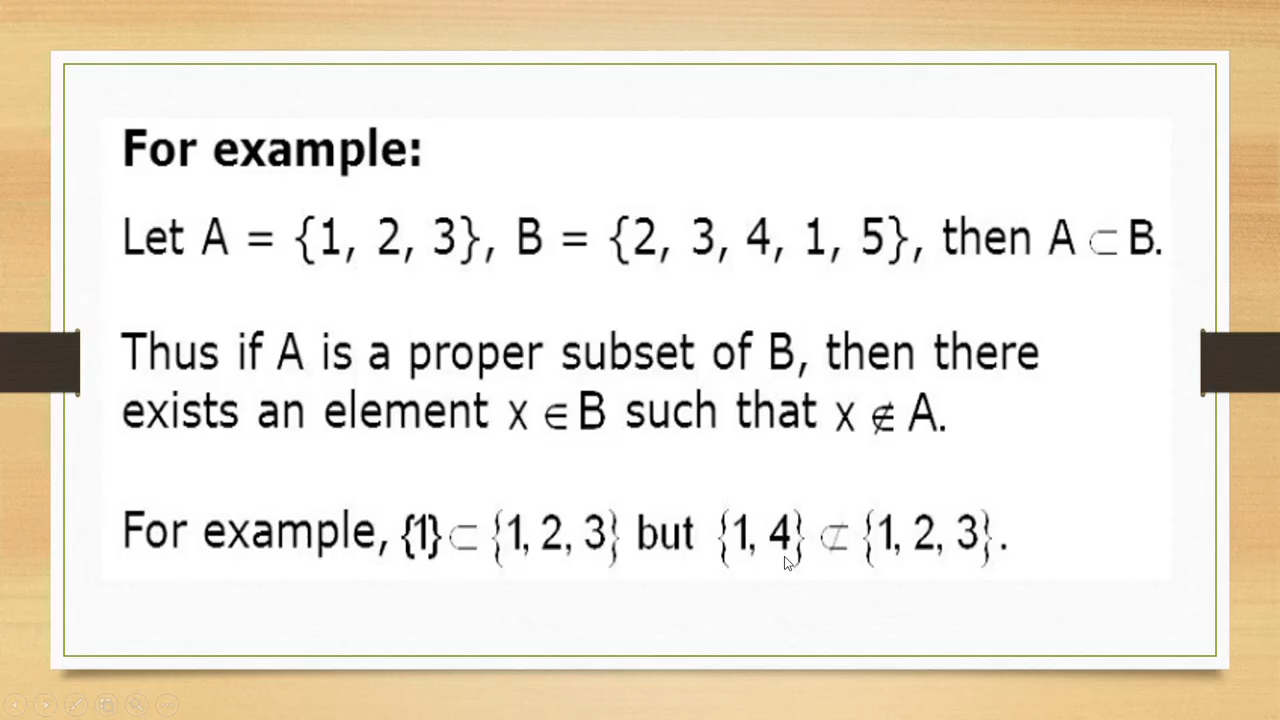 For example:
Let A = {1, 2, 3}, B = {2, 3, 4, 1, 5}, then A ⊂ B.
Thus if A is a proper subset of B, then there
exists an element x ∈ B such that x ∉ A.
For example, {1} ⊂ {1, 2, 3} but {1, 4} ⊄ {1, 2, 3}.